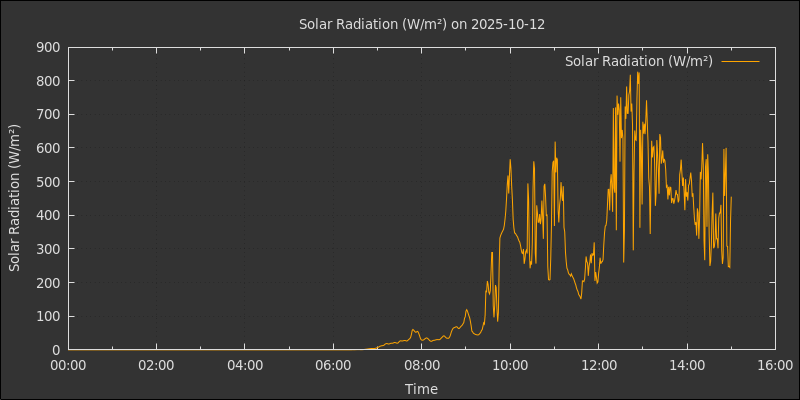 Solar Radiation (W/m²) on 2025-10-12
Solar Radiation (W/m²)
900
800
700
600
500
400
300
200
100
0
Solar Radiation (W/m²)
00:00 02:00 04:00 06:00 08:00 10:00 12:00 14:00 16:00
Time